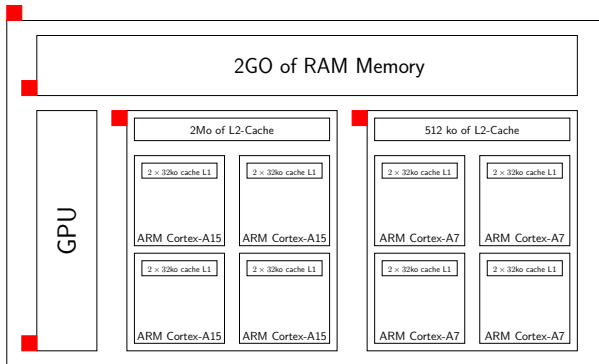 2GO of RAM Memory
GPU
2Mo of L2-Cache
2 × 32ko cache L1
2 × 32ko cache L1
ARM Cortex-A15
ARM Cortex-A15
2 × 32ko cache L1
2 × 32ko cache L1
ARM Cortex-A15
ARM Cortex-A15
512 ko of L2-Cache
2 × 32ko cache L1
2 × 32ko cache L1
ARM Cortex-A7
ARM Cortex-A7
2 × 32ko cache L1
2 × 32ko cache L1
ARM Cortex-A7
ARM Cortex-A7